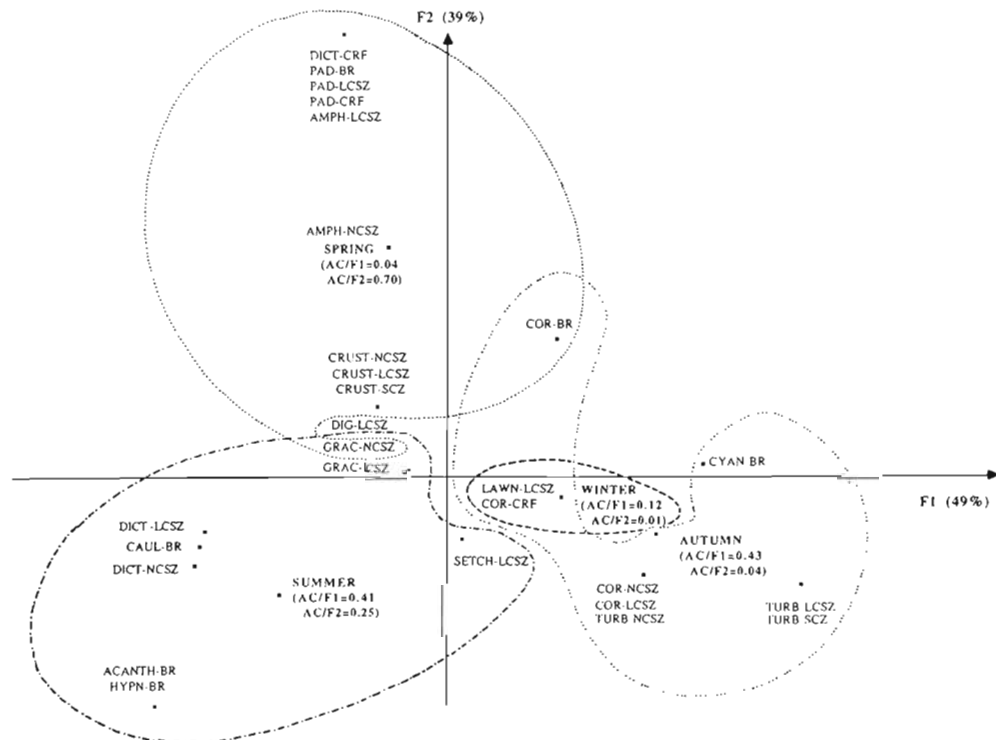 F2 (39%)
DICT-CRF
PAD-BR
PAD-LCSZ
PAD-CRF
AMPH-LCSZ
AMPH-NCSZ
SPRING
(AC/F1=0.04
AC/F2=0.70)
COR-BR
CRUST-NCSZ
CRUST-LCSZ
CRUST-SCZ
DIG-LCSZ
GRAC-NCSZ
GRAC-LCSZ
CYAN BR
F1 (49%)
LAWN-LCSZ
COR-CRF
WINTER
(AC/F1=0.12
AC/F2=0.01)
DICT-LCSZ
CAUL-BR
DICT-NCSZ
SETCH-LCSZ
AUTUMN
(AC/F1=0.43
AC/F2=0.04)
SUMMER
(AC/F1=0.41
AC/F2=0.25)
COR-NCSZ
COR-LCSZ
TURB NCSZ
TURB LCSZ
TURB SCZ
ACANTH-BR
HYPN-BR